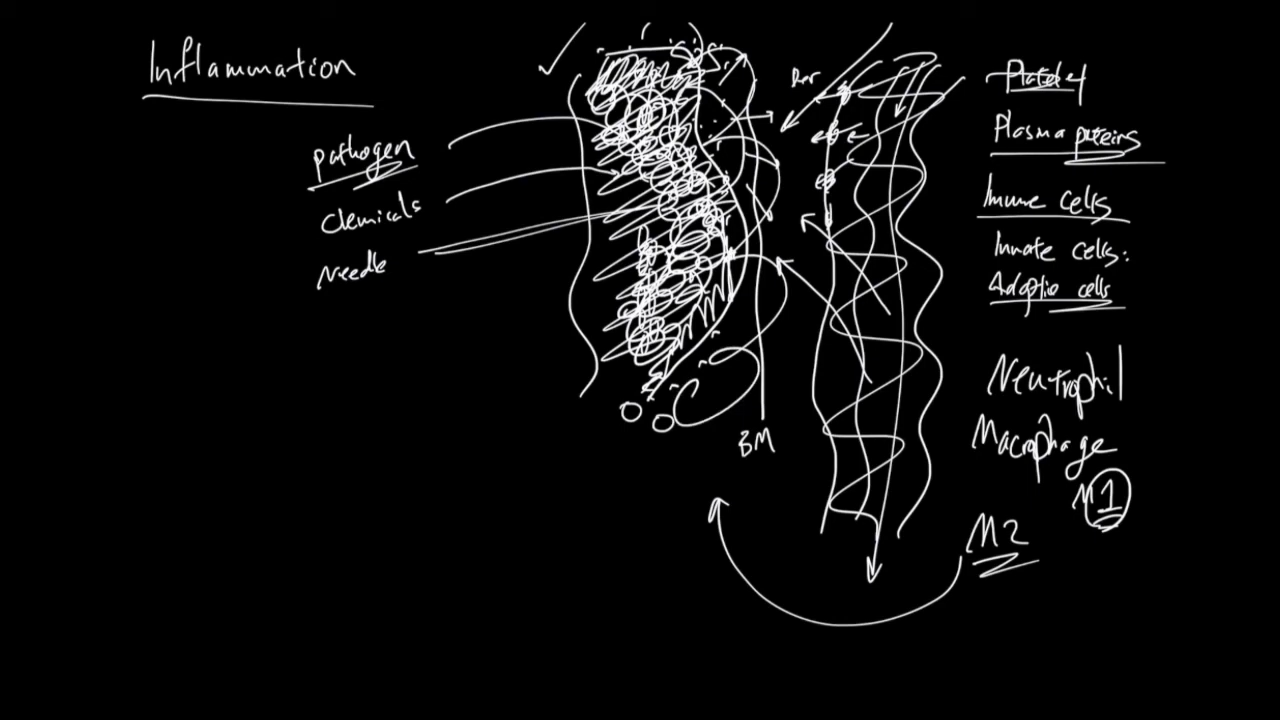 Inflammation
pathogen
Chemicals
Needle
BM
Platelet
Plasma proteins
Immune cells
Innate cells:
Adaptive cells
Neutrophil
Macrophage
M1
M2